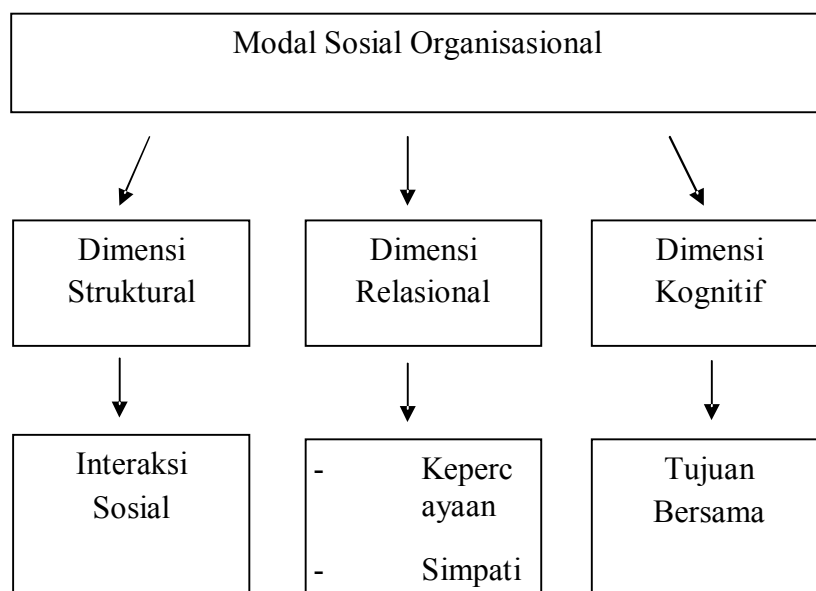 Modal Sosial Organisasional
Dimensi
Struktural
Dimensi
Relasional
Dimensi
Kognitif
Interaksi
Sosial
- Keperc
ayaan
- Simpati
Tujuan
Bersama